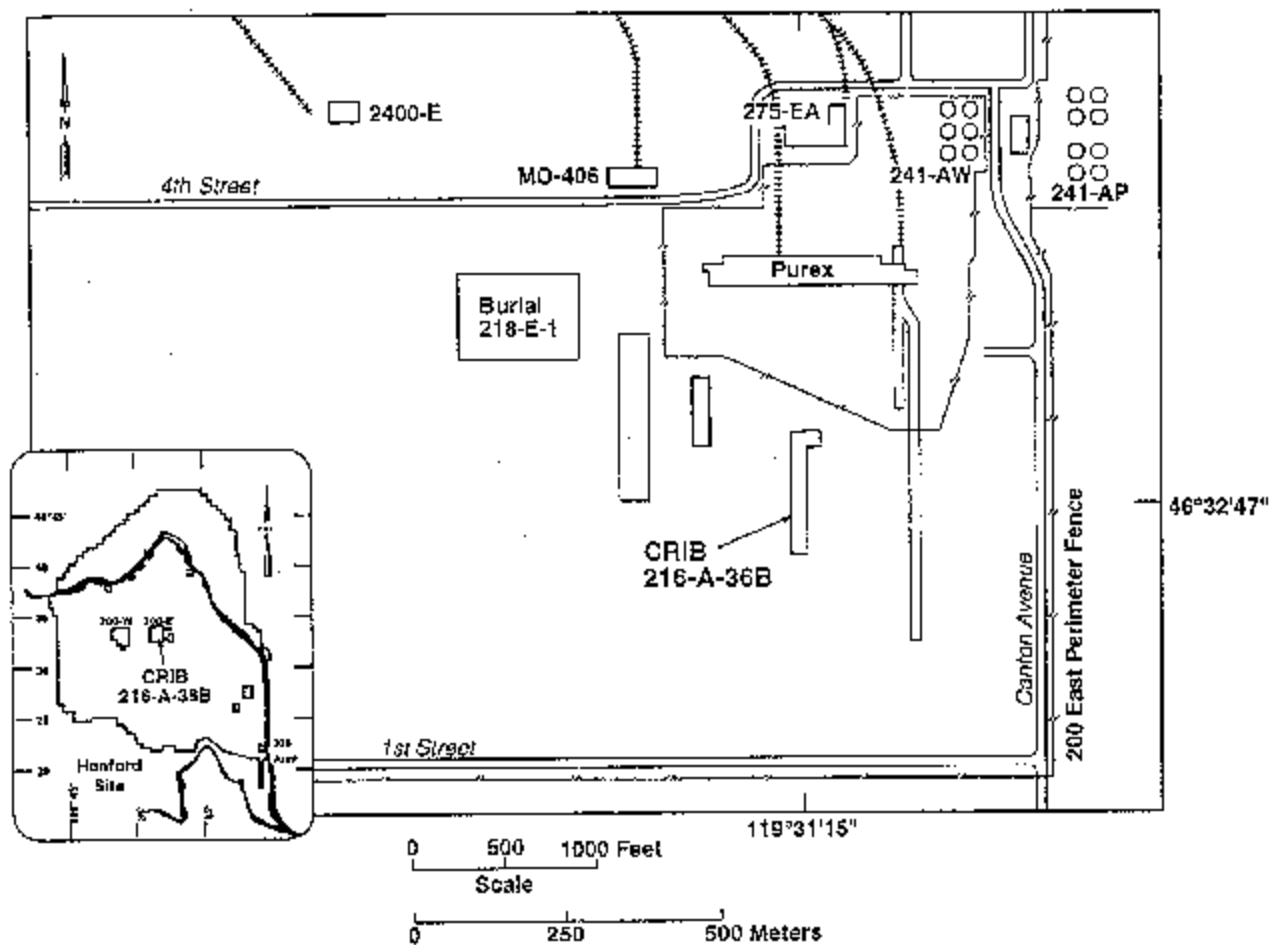 2400-E
275-EA
N
4th Street
MO-406
241-AW
241-AP
Purex
Burial
218-E-1
CRIB
216-A-36B
46°32'47"
Canton Avenue
200 East Perimeter Fence
200-W
200-E
CRIB
216-A-36B
Hanford
Site
1st Street
119°31'15"
0 500 1000 Feet
Scale
0 250 500 Meters